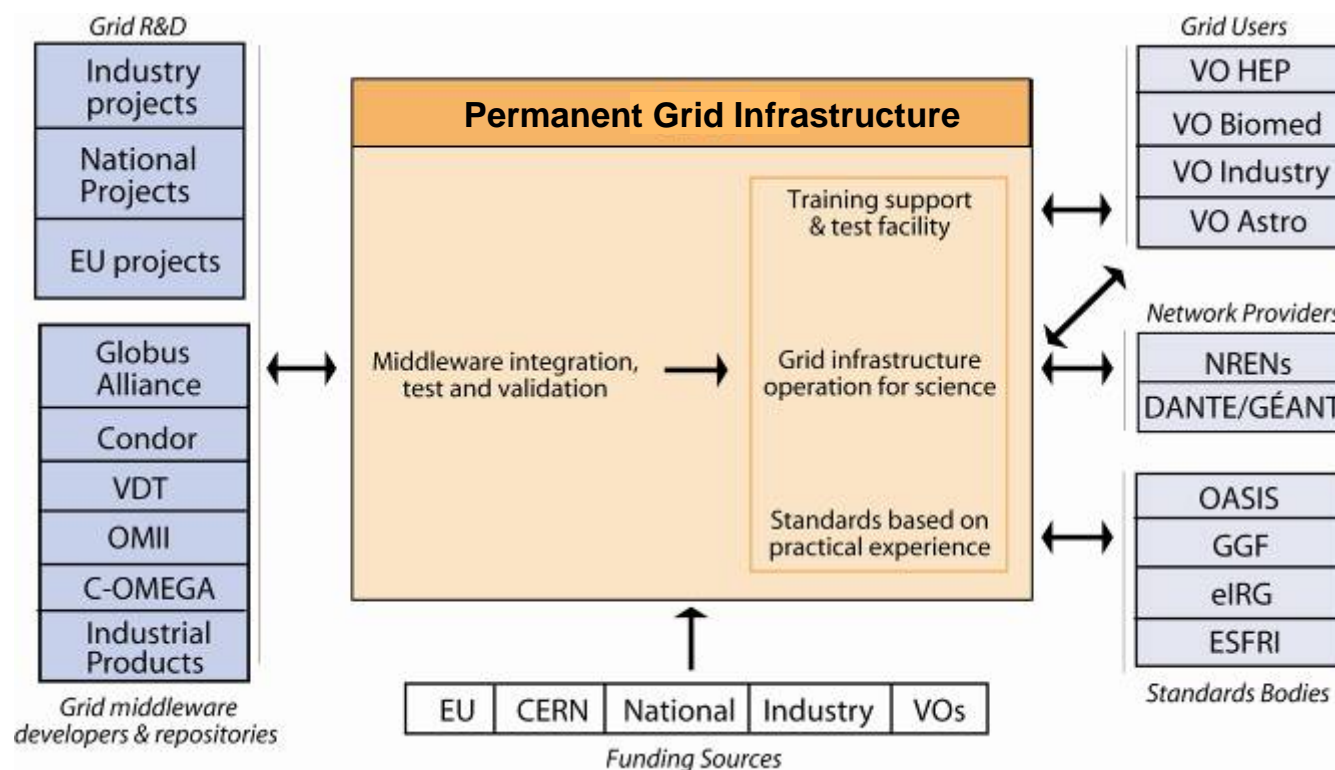 Grid R&D
Industry
projects
National
Projects
EU projects
Globus
Alliance
Condor
VDT
OMII
C-OMEGA
Industrial
Products
Grid middleware
developers & repositories
Permanent Grid Infrastructure
Middleware integration,
test and validation
Training support
& test facility
Grid infrastructure
operation for science
Standards based on
practical experience
EU
CERN
National
Industry
VOs
Funding Sources
Grid Users
VO HEP
VO Biomed
VO Industry
VO Astro
Network Providers
NRENs
DANTE/GÉANT
OASIS
GGF
eIRG
ESFRI
Standards Bodies